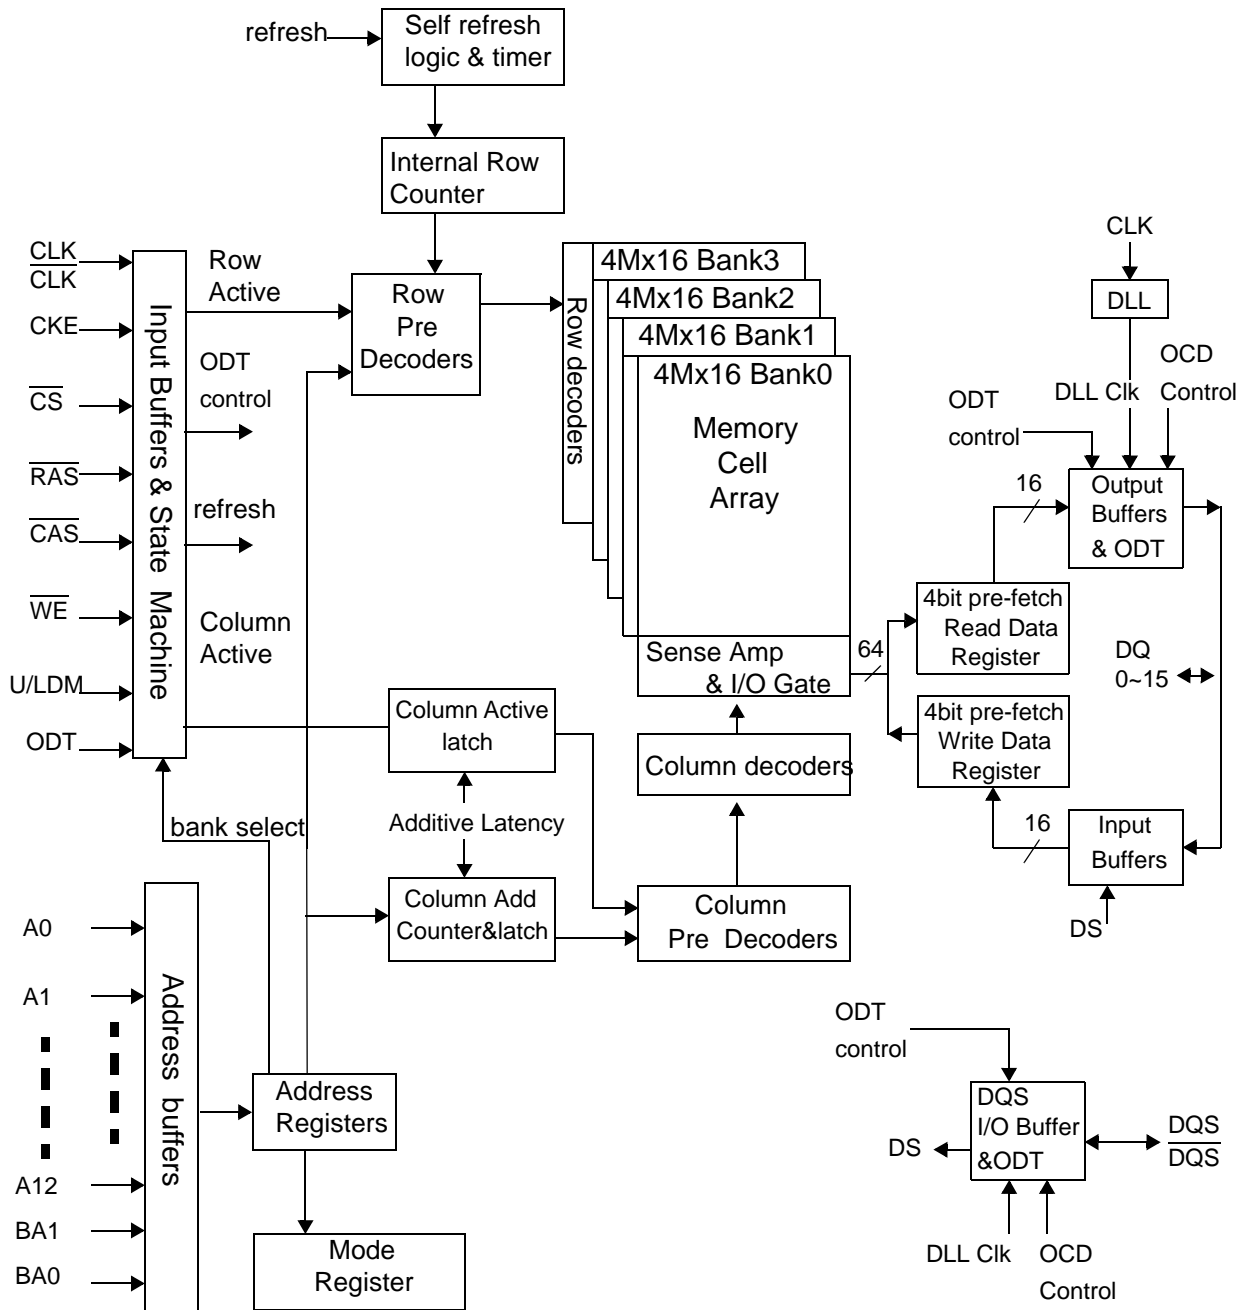 refresh
Self refresh
logic & timer
Internal Row
Counter
CLK
CLK
CKE
CS
RAS
CAS
WE
U/LDM
ODT
Input Buffers & State Machine
Row
Active
ODT
control
refresh
Column
Active
bank select
Row
Pre
Decoders
Row decoders
4Mx16 Bank3
4Mx16 Bank2
4Mx16 Bank1
4Mx16 Bank0
Memory
Cell
Array
Sense Amp
& I/O Gate
64
Column Active
latch
Additive Latency
Column Add
Counter&latch
Column decoders
Column
Pre Decoders
CLK
DLL
DLL Clk
OCD
Control
ODT
control
16
Output
Buffers
& ODT
4bit pre-fetch
Read Data
Register
4bit pre-fetch
Write Data
Register
DQ
0~15
16
Input
Buffers
DS
A0
A1
A12
BA1
BA0
Address buffers
Address
Registers
Mode
Register
ODT
control
DQS
I/O Buffer
&ODT
DS
DQS
DQS
DLL Clk
OCD
Control